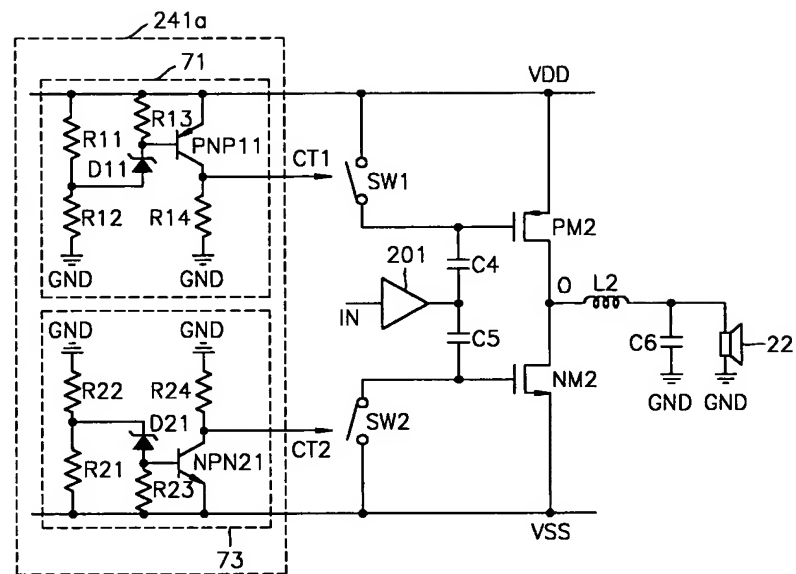 241a
71
VDD
R13
R11
PNP11
D11
CT1
SW1
R12
R14
PM2
GND
GND
201
C4
O
L2
IN
GND
GND
C5
C6
22
R22
R24
NM2
GND
GND
D21
SW2
CT2
R21
NPN21
R23
VSS
73